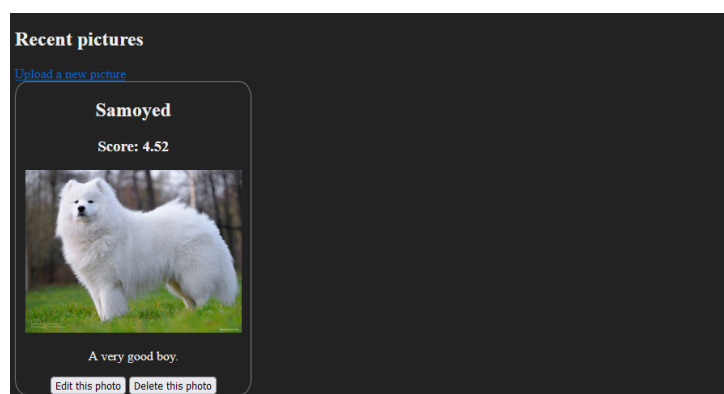 Recent pictures
Upload a new picture
Samoyed
Score: 4.52
A very good boy.
Edit this photo Delete this photo